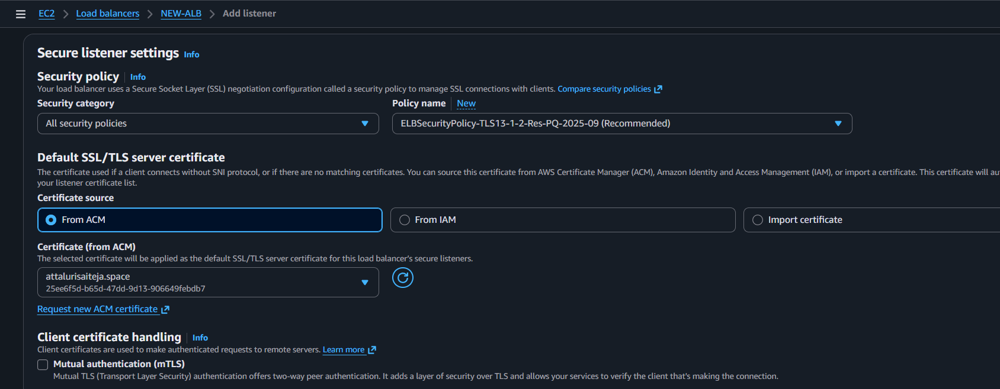 EC2 > Load balancers > NEW-ALB > Add listener
Secure listener settings Info
Security policy Info
Your load balancer uses a Secure Socket Layer (SSL) negotiation configuration called a security policy to manage SSL connections with clients. Compare security policies
Security category
Policy name New
All security policies
ELBSecurityPolicy-TLS13-1-2-Res-PQ-2025-09 (Recommended)
Default SSL/TLS server certificate
The certificate used if a client connects without SNI protocol, or if there are no matching certificates. You can source this certificate from AWS Certificate Manager (ACM), Amazon Identity and Access Management (IAM), or import a certificate. This certificate will au
your listener certificate list.
Certificate source
From ACM
From IAM
Import certificate
Certificate (from ACM)
The selected certificate will be applied as the default SSL/TLS server certificate for this load balancer's secure listeners.
attalurisaiteja.space
25ee6f5d-b65d-47dd-9d13-906649febdb7
Request new ACM certificate
Client certificate handling Info
Client certificates are used to make authenticated requests to remote servers. Learn more
Mutual authentication (mTLS)
Mutual TLS (Transport Layer Security) authentication offers two-way peer authentication. It adds a layer of security over TLS and allows your services to verify the client that's making the connection.